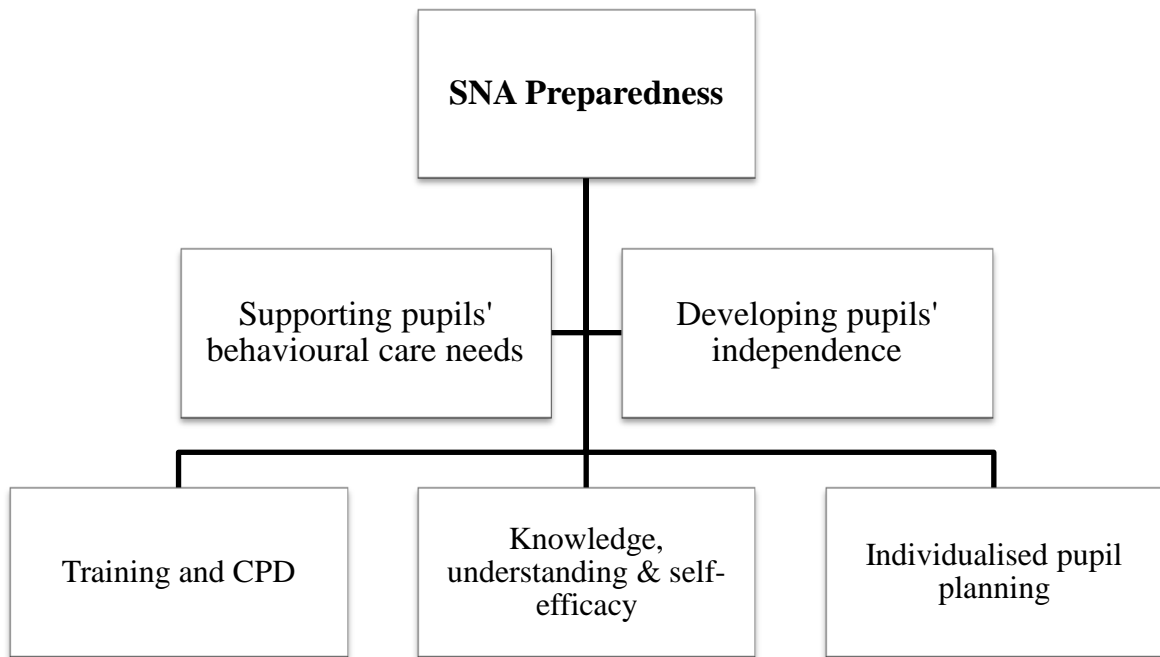 SNA Preparedness
Supporting pupils'
behavioural care needs
Developing pupils'
independence
Training and CPD
Knowledge,
understanding & self-
efficacy
Individualised pupil
planning